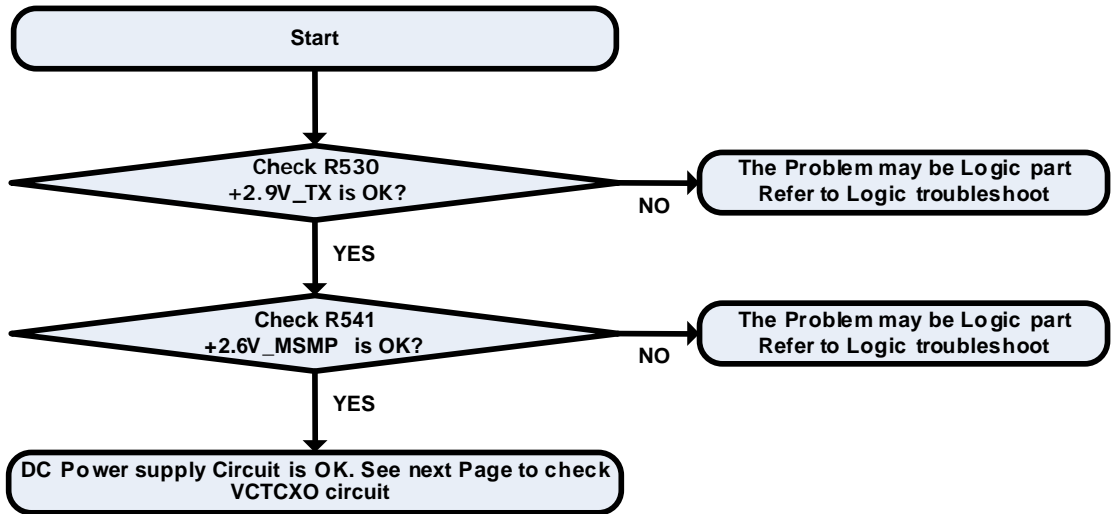 Start
Check R530
+2.9V_TX is OK?
The Problem may be Logic part
Refer to Logic troubleshoot
NO
YES
Check R541
+2.6V_MSMP is OK?
The Problem may be Logic part
Refer to Logic troubleshoot
NO
YES
DC Power supply Circuit is OK. See next Page to check
VCTCXO circuit